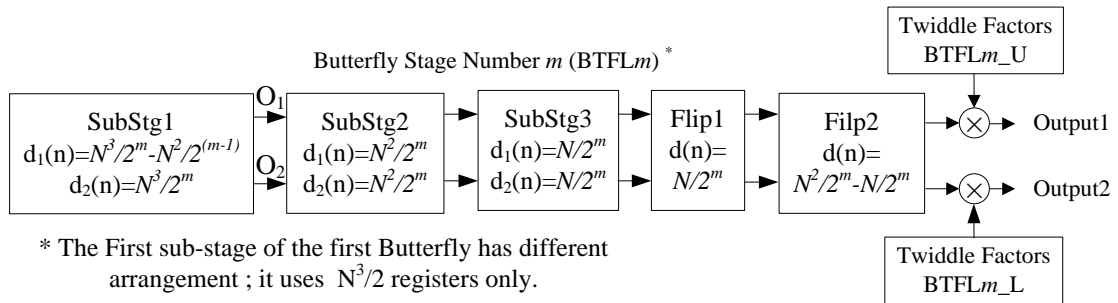 Twiddle Factors
BTFLm_U
Butterfly Stage Number m (BTFLm) *
SubStg1
d₁(n)=N³/2ᵐ-N²/2⁽ᵐ⁻¹⁾
d₂(n)=N³/2ᵐ
O₁
O₂
SubStg2
d₁(n)=N²/2ᵐ
d₂(n)=N²/2ᵐ
SubStg3
d₁(n)=N/2ᵐ
d₂(n)=N/2ᵐ
Flip1
d(n)=
N/2ᵐ
Filp2
d(n)=
N²/2ᵐ-N/2ᵐ
Output1
Output2
* The First sub-stage of the first Butterfly has different
arrangement ; it uses N³/2 registers only.
Twiddle Factors
BTFLm_L